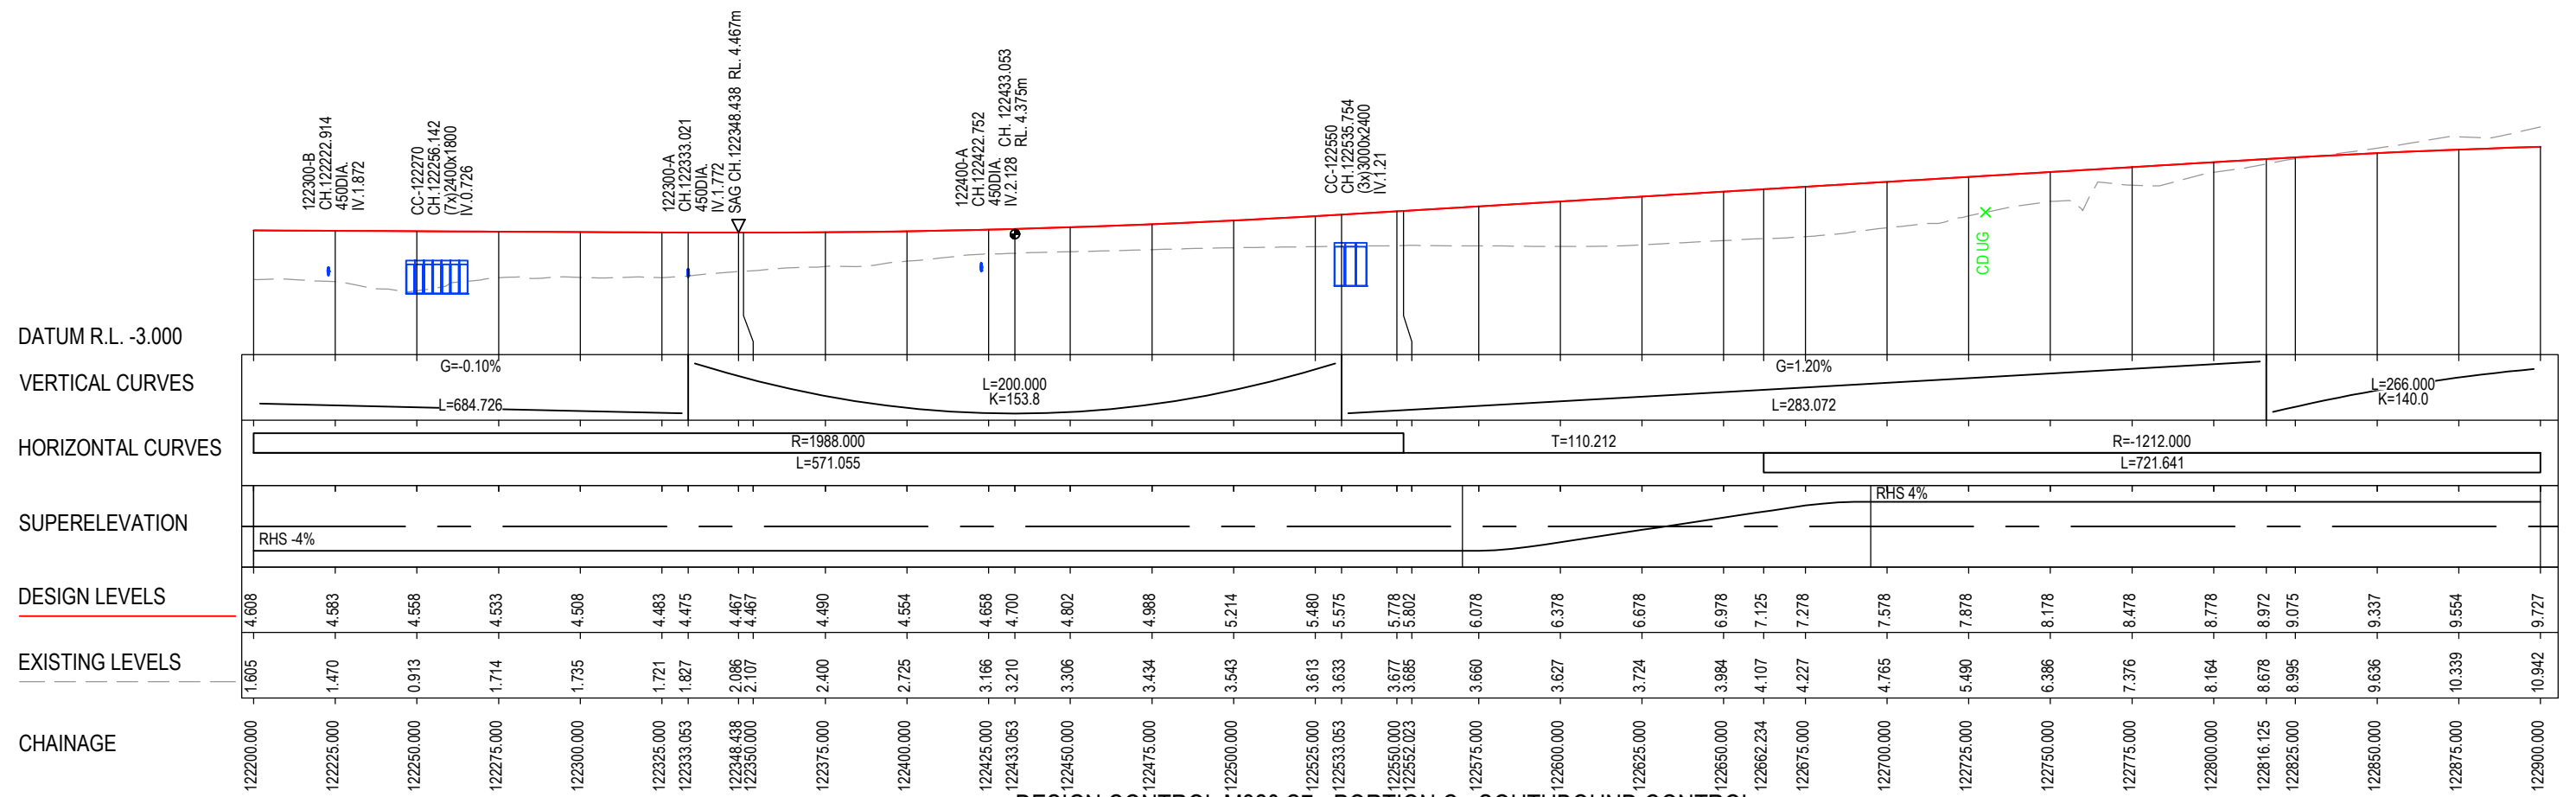 122300-B
CH.122222.914
450DIA.
IV.1.872
CC-122270
CH.122256.142
(7x)2400x1800
IV.0.726
122300-A
CH.122333.021
450DIA.
IV.1.772
SAG CH.122348.438 RL. 4.467m
122400-A
CH.122422.752
450DIA.
IV.2.128
CH. 122433.053
RL. 4.375m
CC-122550
CH.122535.754
(3x)3000x2400
IV.1.21
CD UG
DATUM R.L. -3.000
VERTICAL CURVES
G=-0.10%
L=684.726
L=200.000
K=153.8
G=1.20%
L=283.072
L=266.000
K=140.0
HORIZONTAL CURVES
R=1988.000
L=571.055
T=110.212
R=-1212.000
L=721.641
SUPERELEVATION
RHS -4%
RHS 4%
DESIGN LEVELS
4.608 4.583 4.558 4.533 4.508 4.483 4.475 4.467 4.467 4.490 4.554 4.658 4.700 4.802 4.988 5.214 5.480 5.575 5.778 5.802 6.078 6.378 6.678 6.978 7.125 7.278 7.578 7.878 8.178 8.478 8.778 8.972 9.075 9.337 9.554 9.727
EXISTING LEVELS
1.605 1.470 0.913 1.714 1.735 1.721 1.827 2.086 2.107 2.400 2.725 3.166 3.210 3.306 3.434 3.543 3.613 3.633 3.677 3.685 3.660 3.627 3.724 3.984 4.107 4.227 4.765 5.490 6.386 7.376 8.164 8.678 8.995 9.636 10.339 10.942
CHAINAGE
122200.000 122225.000 122250.000 122275.000 122300.000 122325.000 122333.053 122348.438 122350.000 122375.000 122400.000 122425.000 122433.053 122450.000 122475.000 122500.000 122525.000 122533.053 122550.000 122552.023 122575.000 122600.000 122625.000 122650.000 122662.234 122675.000 122700.000 122725.000 122750.000 122775.000 122800.000 122816.125 122825.000 122850.000 122875.000 122900.000